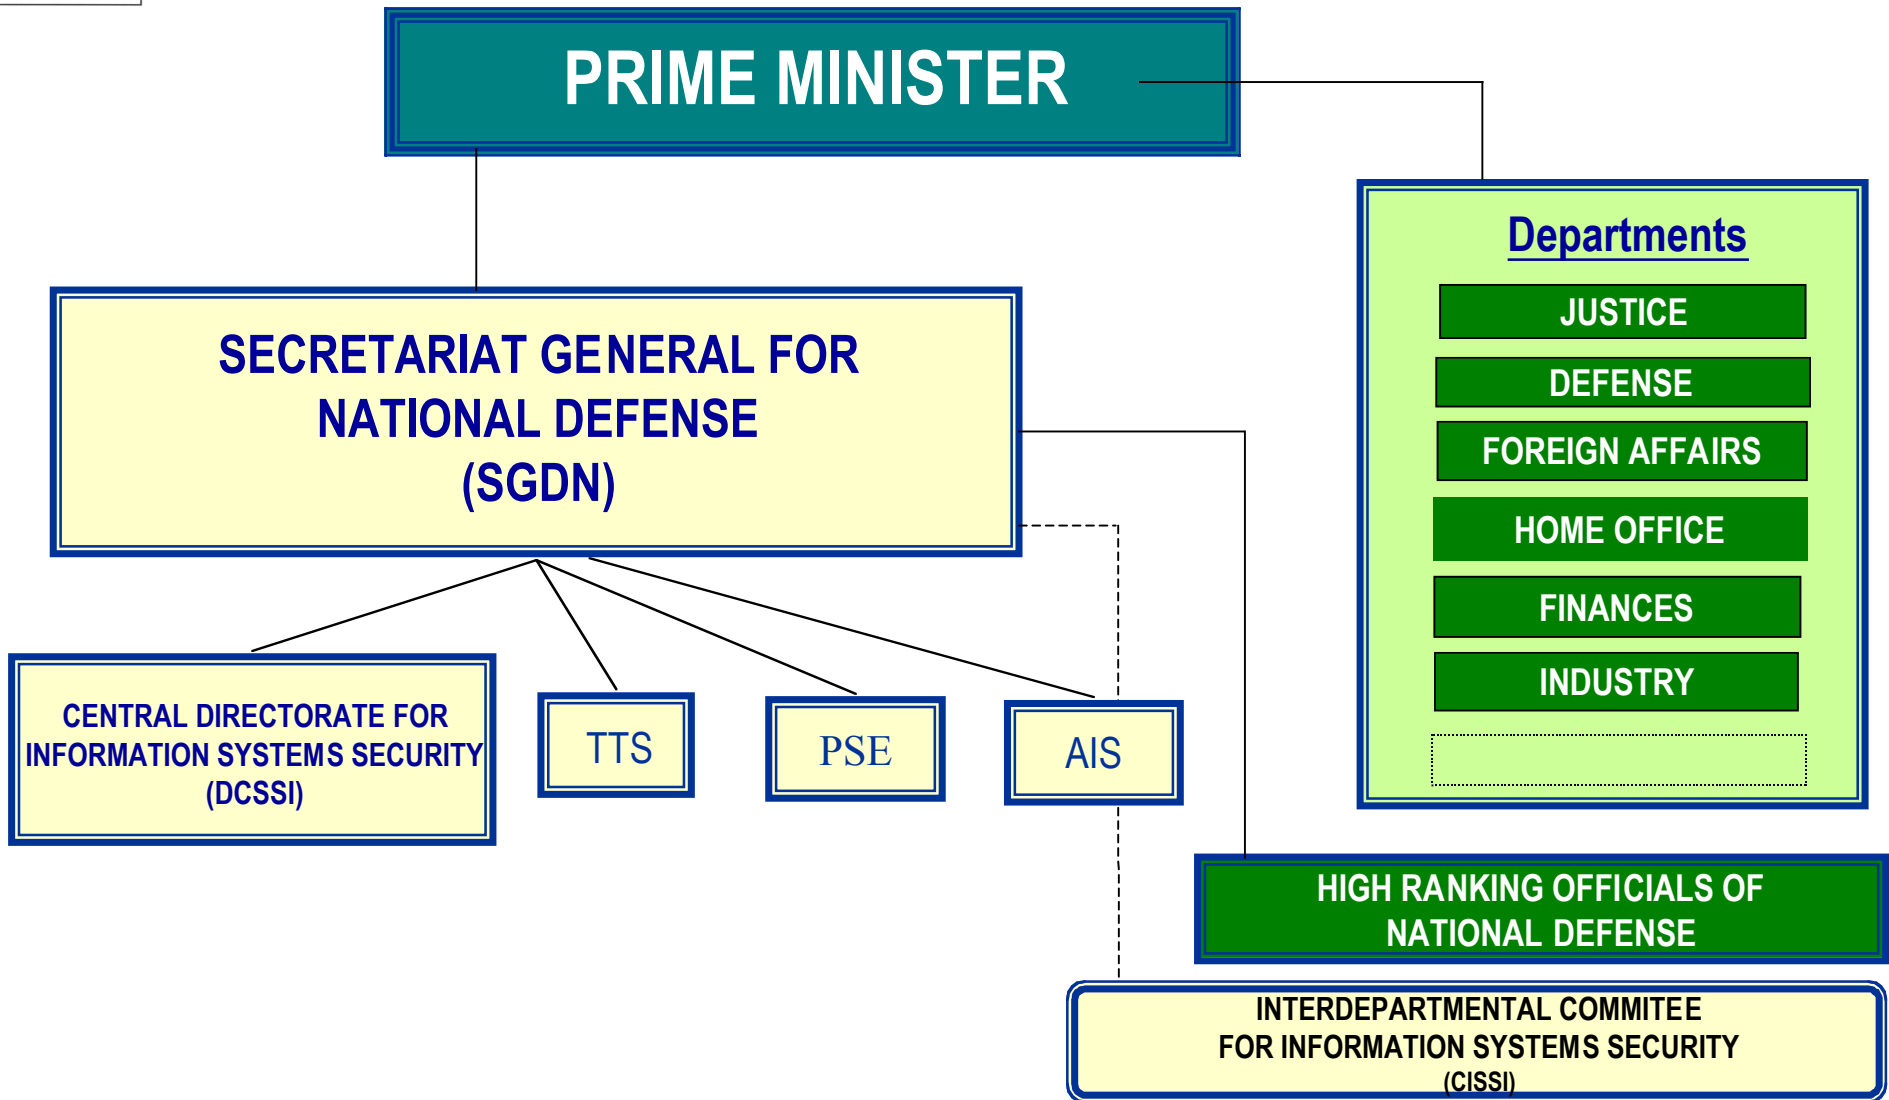 PRIME MINISTER
Departments
JUSTICE
DEFENSE
FOREIGN AFFAIRS
HOME OFFICE
FINANCES
INDUSTRY
SECRETARIAT GENERAL FOR
NATIONAL DEFENSE
(SGDN)
CENTRAL DIRECTORATE FOR
INFORMATION SYSTEMS SECURITY
(DCSSI)
TTS
PSE
AIS
HIGH RANKING OFFICIALS OF
NATIONAL DEFENSE
INTERDEPARTMENTAL COMMITEE
FOR INFORMATION SYSTEMS SECURITY
(CISSI)